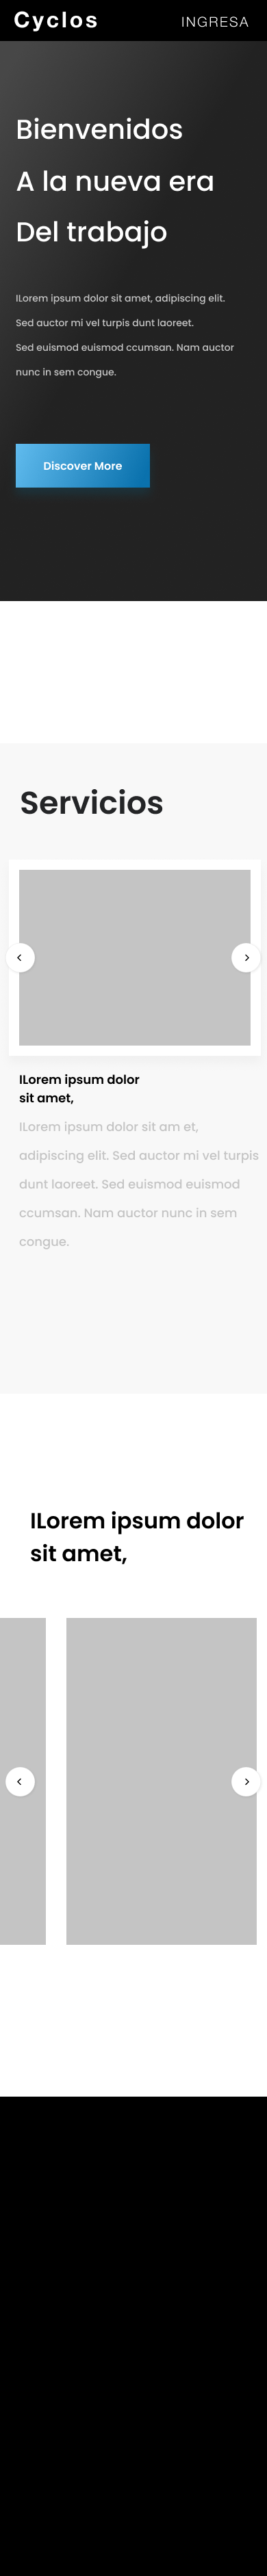 Cyclos
INGRESA
Bienvenidos
A la nueva era
Del trabajo
ILorem ipsum dolor sit amet, adipiscing elit.
Sed auctor mi vel turpis dunt laoreet.
Sed euismod euismod ccumsan. Nam auctor
nunc in sem congue.
Discover More
Servicios
ILorem ipsum dolor
sit amet,
ILorem ipsum dolor sit am et,
adipiscing elit. Sed auctor mi vel turpis
dunt laoreet. Sed euismod euismod
ccumsan. Nam auctor nunc in sem
congue.
ILorem ipsum dolor
sit amet,